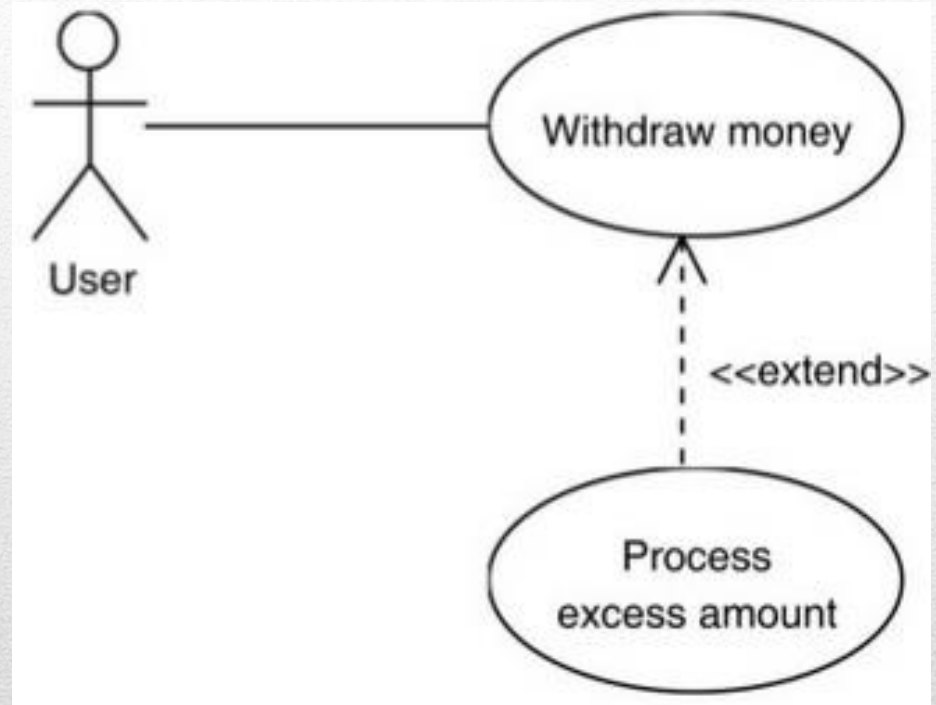 Withdraw money
User
<<extend>>
Process
excess amount